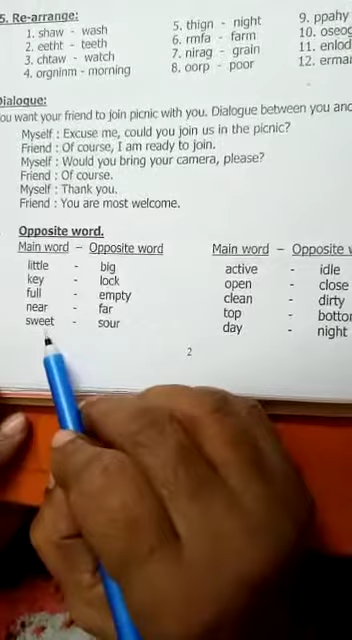 5. Re-arrange:
1. shaw - wash
2. eetht - teeth
3. chtaw - watch
4. orgninm - morning
5. thign - night
6. rmfa - farm
7. nirag - grain
8. oorp - poor
9. ppahy
10. oseog
11. enlod
12. erma
Dialogue:
You want your friend to join picnic with you. Dialogue between you and
Myself : Excuse me, could you join us in the picnic?
Friend : Of course, I am ready to join.
Myself : Would you bring your camera, please?
Friend : Of course.
Myself : Thank you.
Friend : You are most welcome.
Opposite word.
Main word - Opposite word
little - big
key - lock
full - empty
near - far
sweet - sour
Main word - Opposite
active - idle
open - close
clean - dirty
top - bottom
day - night
2